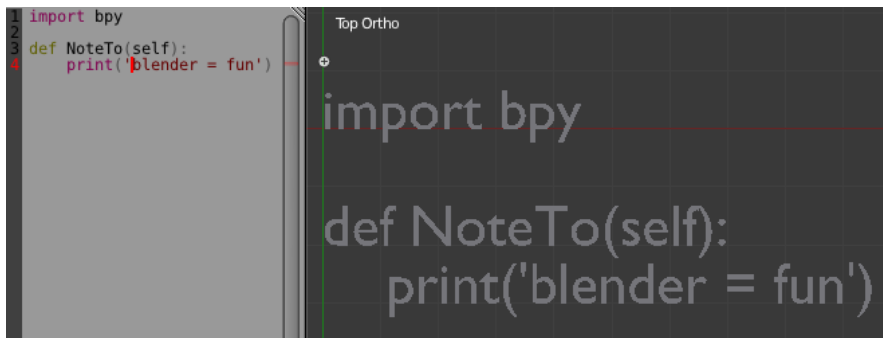 1 import bpy
2
3 def NoteTo(self):
4     print('blender = fun')
Top Ortho
import bpy
def NoteTo(self):
    print('blender = fun')